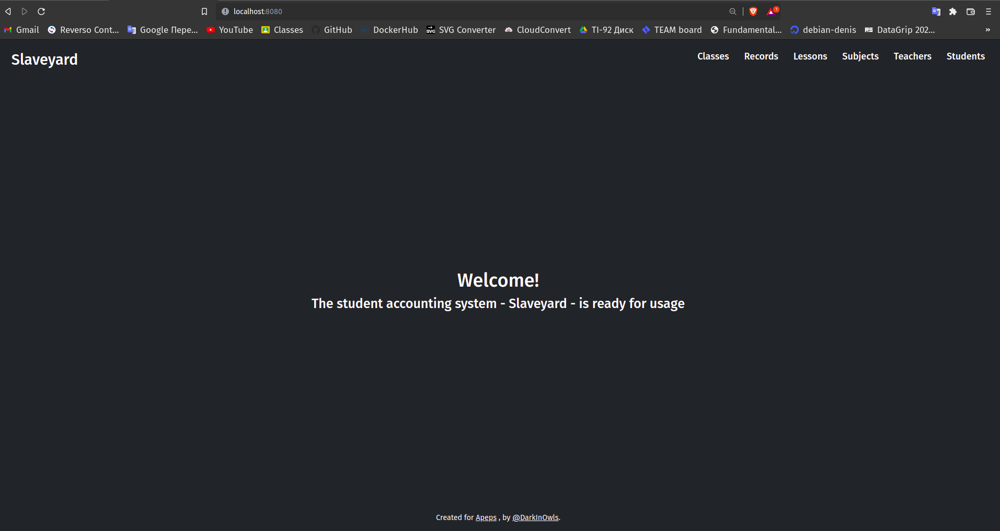 localhost:8080
1
Gmail Reverso Cont... Google Пере... YouTube Classes GitHub DockerHub SVG Converter CloudConvert TI-92 Диск TEAM board Fundamental... debian-denis RS DataGrip 202... »
Slaveyard Classes Records Lessons Subjects Teachers Students
Welcome!
The student accounting system - Slaveyard - is ready for usage
Created for Apeps , by @DarkInOwls.